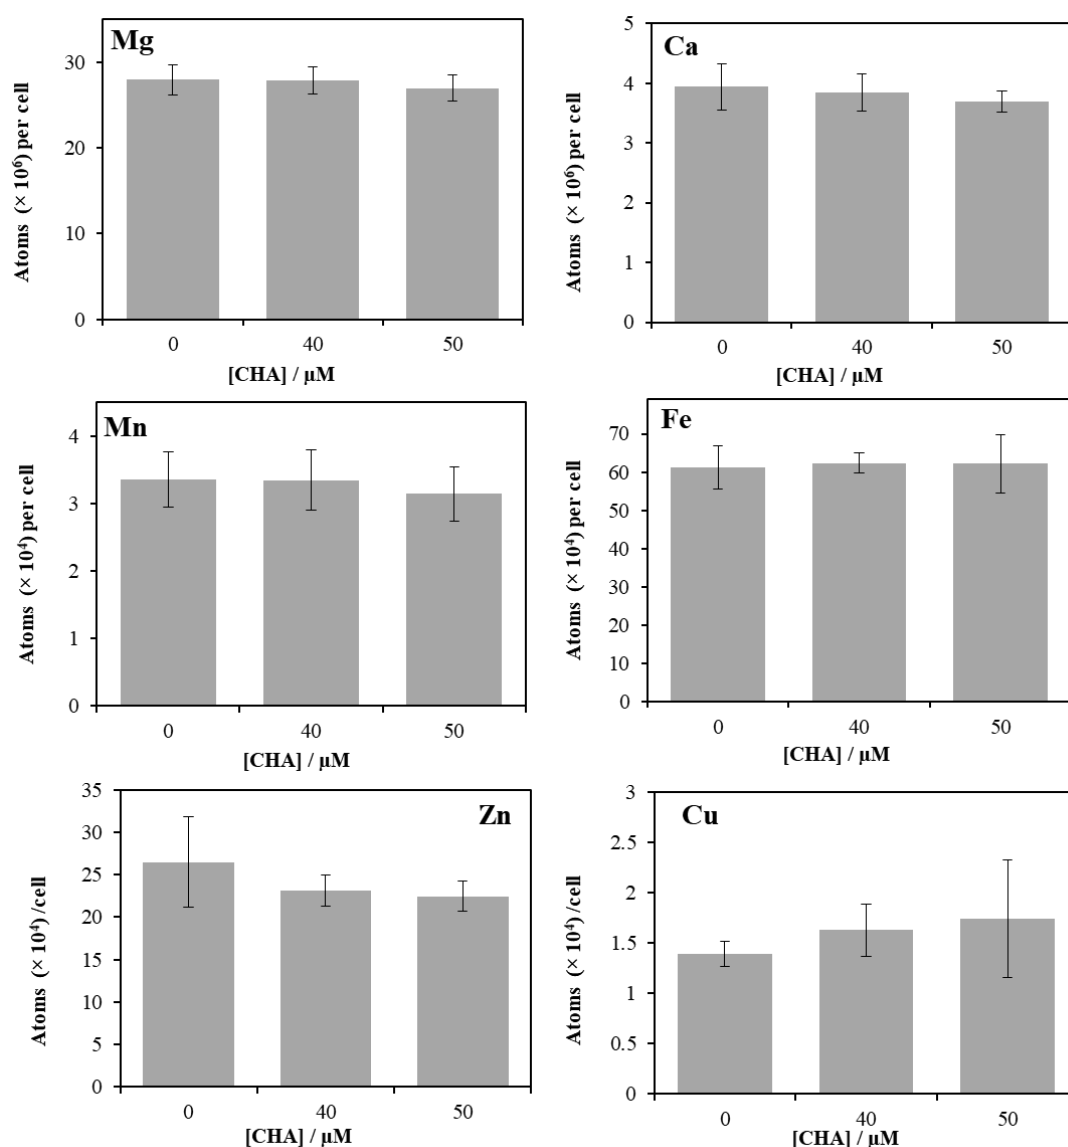 Mg
Atoms (× 10⁶) per cell
30
20
10
0
0 40 50
[CHA] / μM
Ca
Atoms (× 10⁶) per cell
5
4
3
2
1
0
0 40 50
[CHA] / μM
Mn
Atoms (× 10⁴) per cell
4
3
2
1
0
0 40 50
[CHA] / μM
Fe
Atoms (× 10⁴) per cell
70
60
50
40
30
20
10
0
0 40 50
[CHA] / μM
Zn
Atoms (× 10⁴) /cell
35
30
25
20
15
10
5
0
0 40 50
[CHA] / μM
Cu
Atoms (× 10⁴) /cell
3
2.5
2
1.5
1
0.5
0
0 40 50
[CHA] / μM